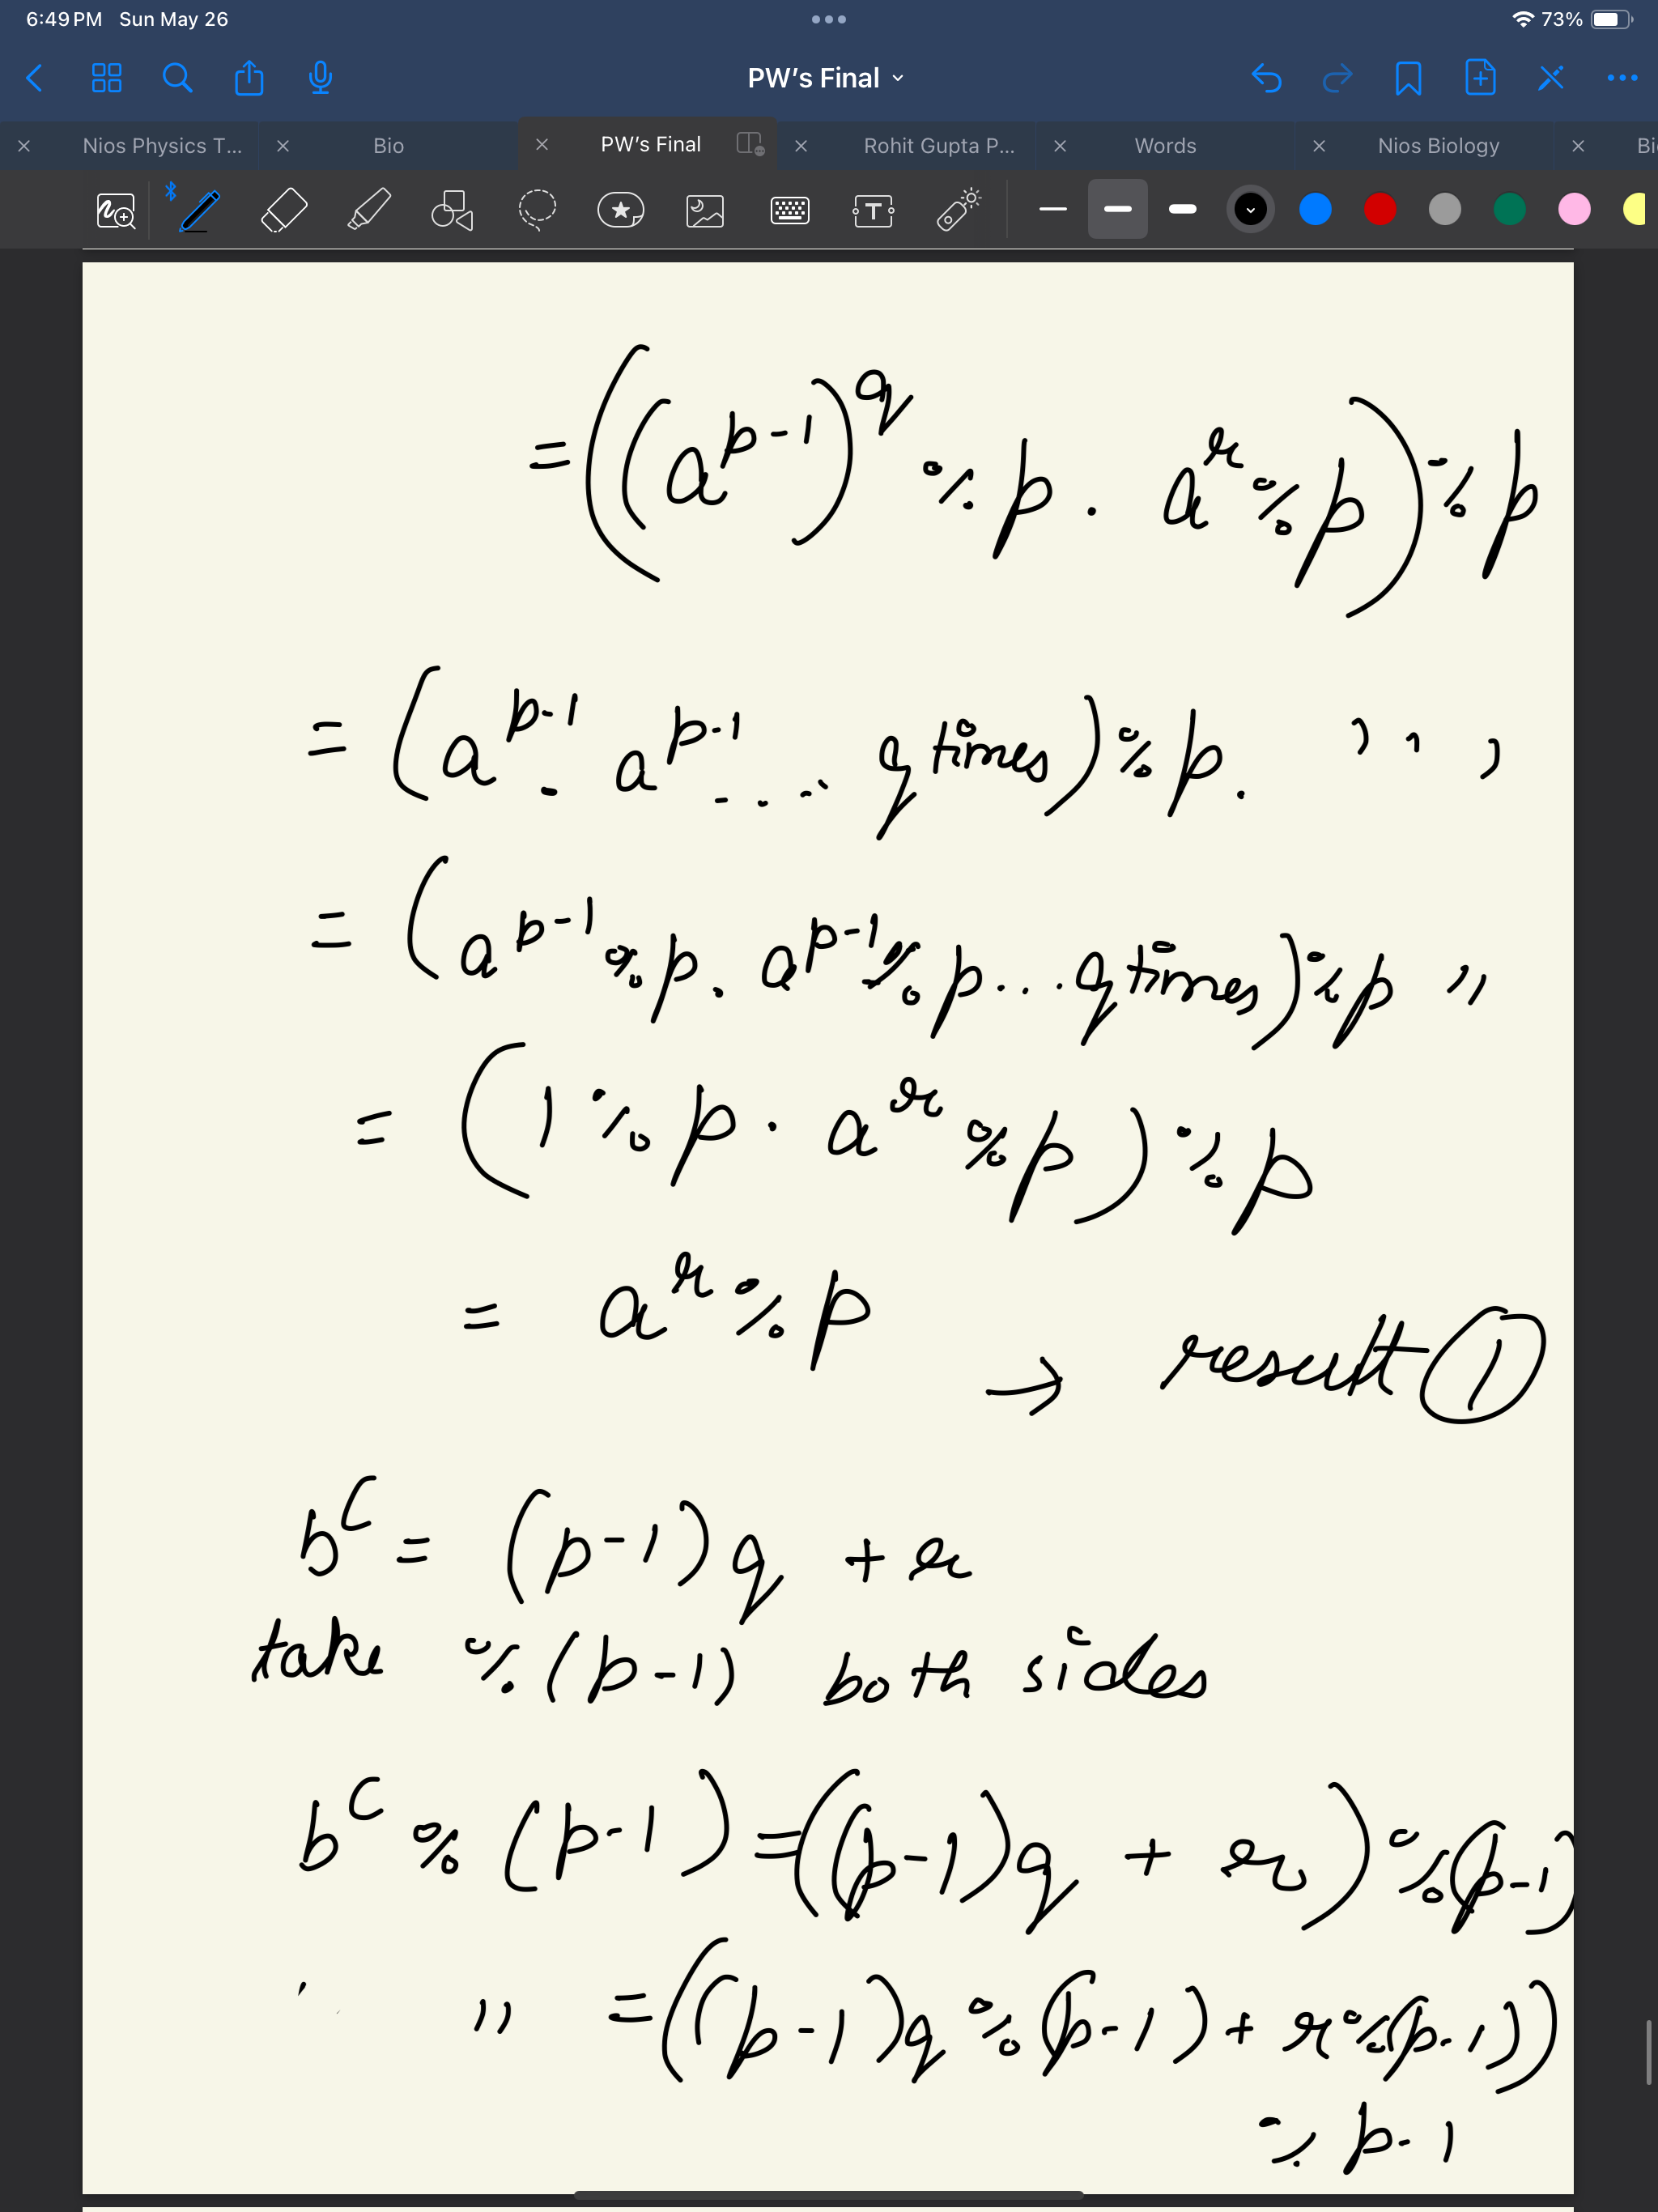 6:49 PM Sun May 26 73%
PW's Final
Nios Physics T... Bio PW's Final Rohit Gupta P... Words Nios Biology Bi
= ((a^(p-1))^q % p . a^r % p) % p
= (a^(p-1) . a^(p-1) . . . . q times) % p . ' ' '
= (a^(p-1) % p . a^(p-1) % p . . . q times) % p "
= (1 % p . a^r % p) % p
= a^r % p
→ result ①
b^c = (p-1) q + r
take % (p-1) both sides
b^c % (p-1) = ((p-1) q + r) % (p-1)
" = ((p-1) q % (p-1) + r % (p-1))
% p-1